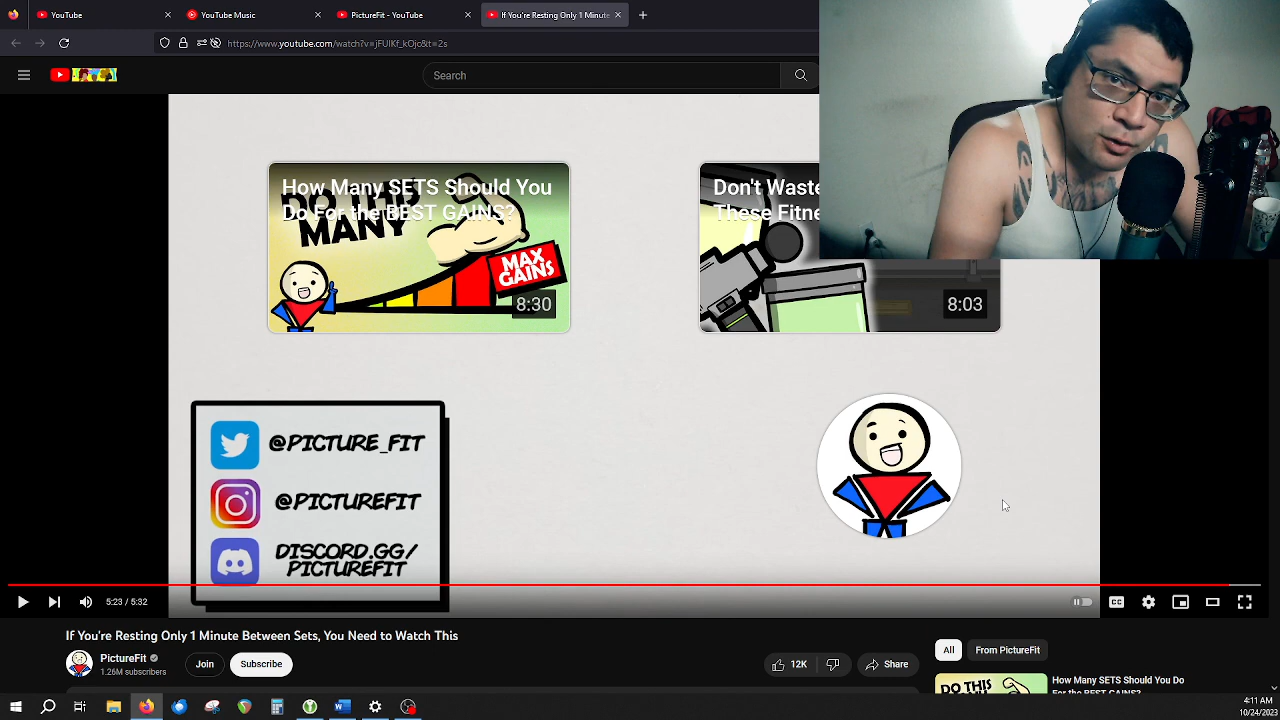 YouTube
YouTube Music
PictureFit - YouTube
If You're Resting Only 1 Minute
https://www.youtube.com/watch?v=jFUIKf_kOjc&t=2s
Search
How Many SETS Should You
Do For the BEST GAINS?
DO THIS
MANY
MAX
GAINS
8:30
Don't Waste
These Fitne
8:03
@PICTURE_FIT
@PICTUREFIT
DISCORD.GG/
PICTUREFIT
5:23 / 5:32
CC
If You're Resting Only 1 Minute Between Sets, You Need to Watch This
PictureFit
1.26M subscribers
Join
Subscribe
12K
Share
All
From PictureFit
DO THIS
How Many SETS Should You Do
For the BEST GAINS?
4:11 AM
10/24/2023